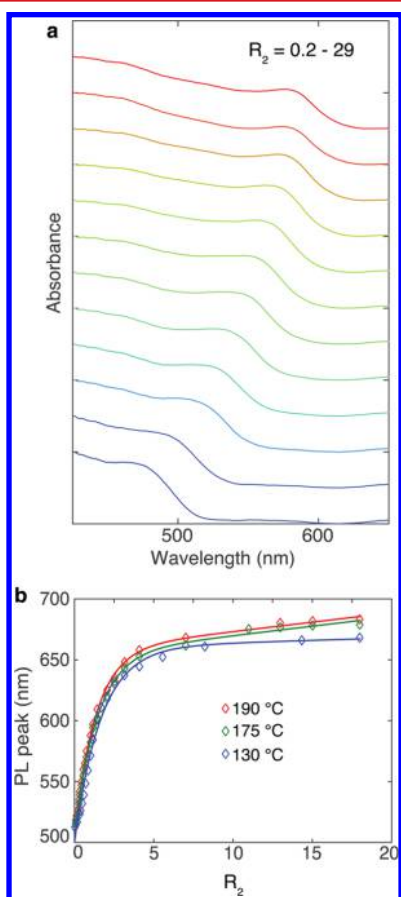 a
R₂ = 0.2 - 29
Absorbance
500 600
Wavelength (nm)
b
700
650
600
550
500
PL peak (nm)
190 °C
175 °C
130 °C
0 5 10 15 20
R₂